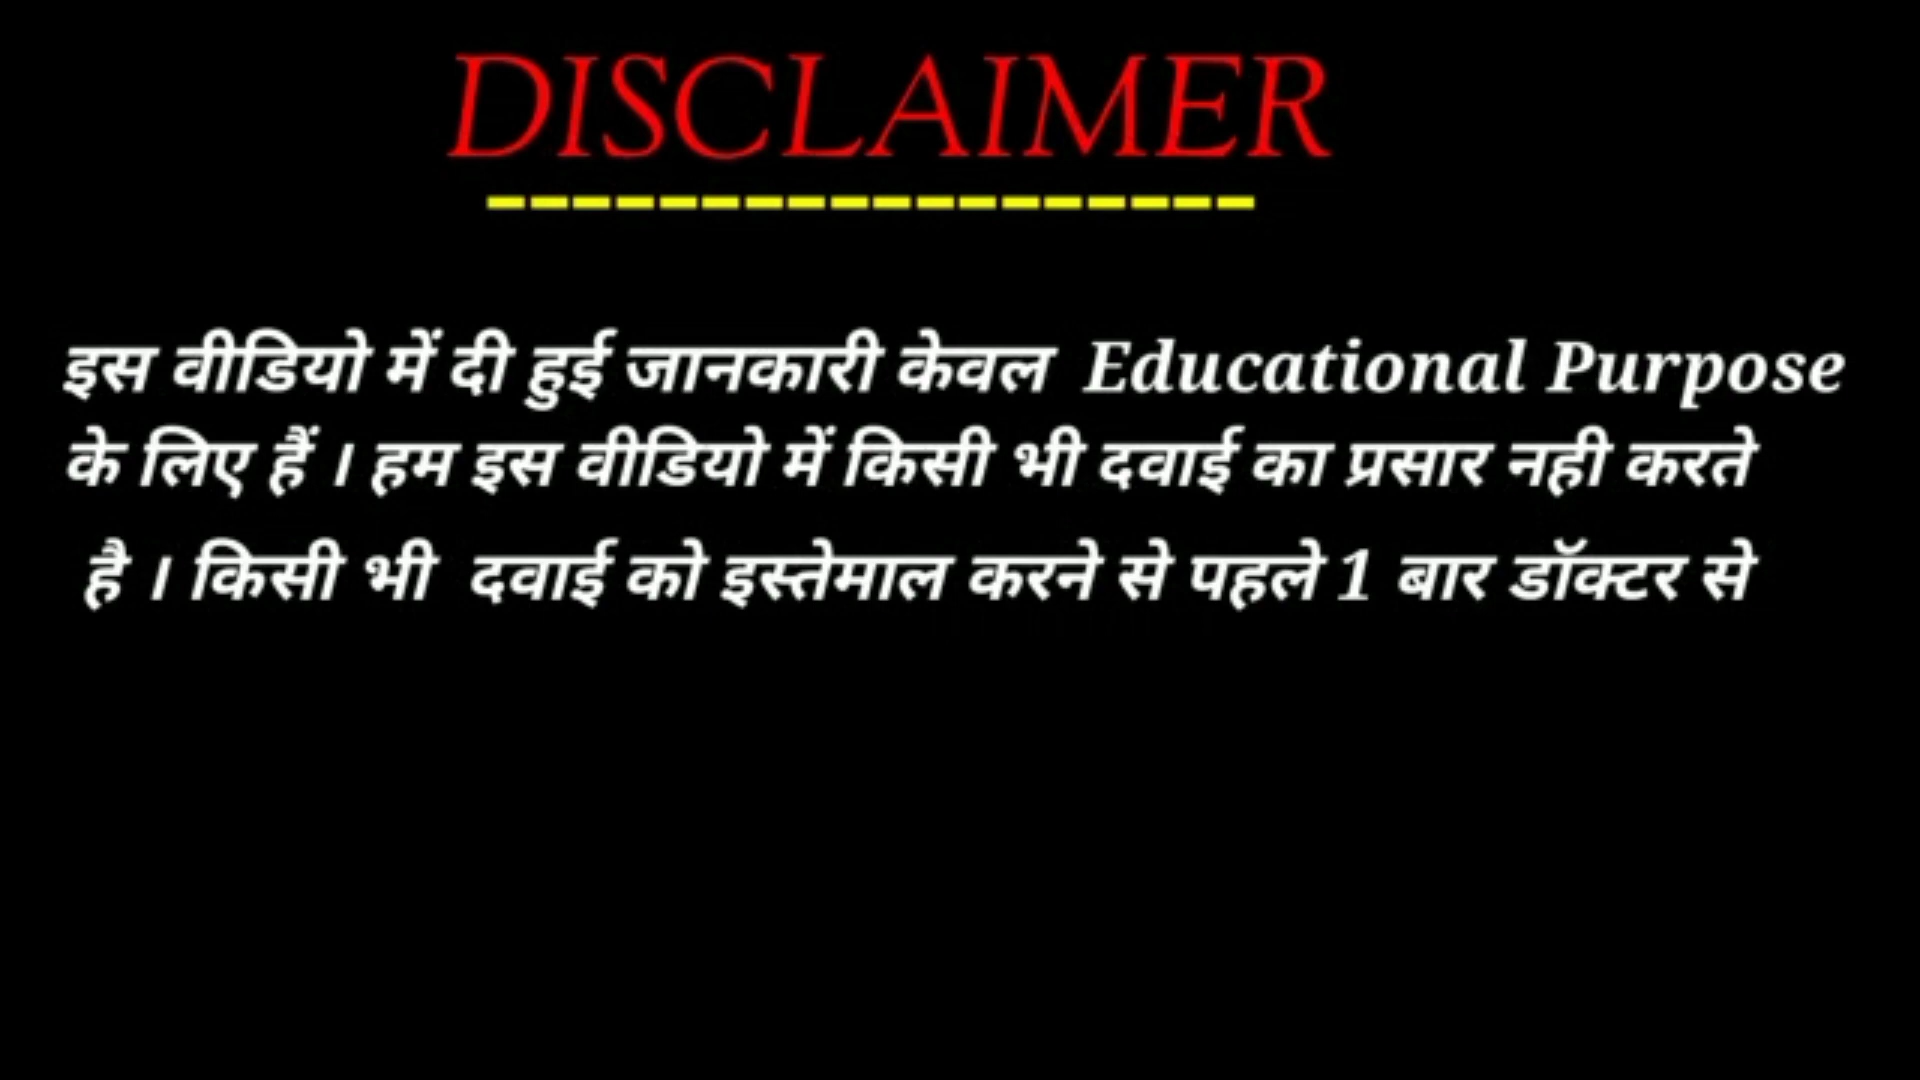 DISCLAIMER
------------------
इस वीडियो में दी हुई जानकारी केवल Educational Purpose
के लिए हैं । हम इस वीडियो में किसी भी दवाई का प्रसार नही करते
है । किसी भी दवाई को इस्तेमाल करने से पहले 1 बार डॉक्टर से